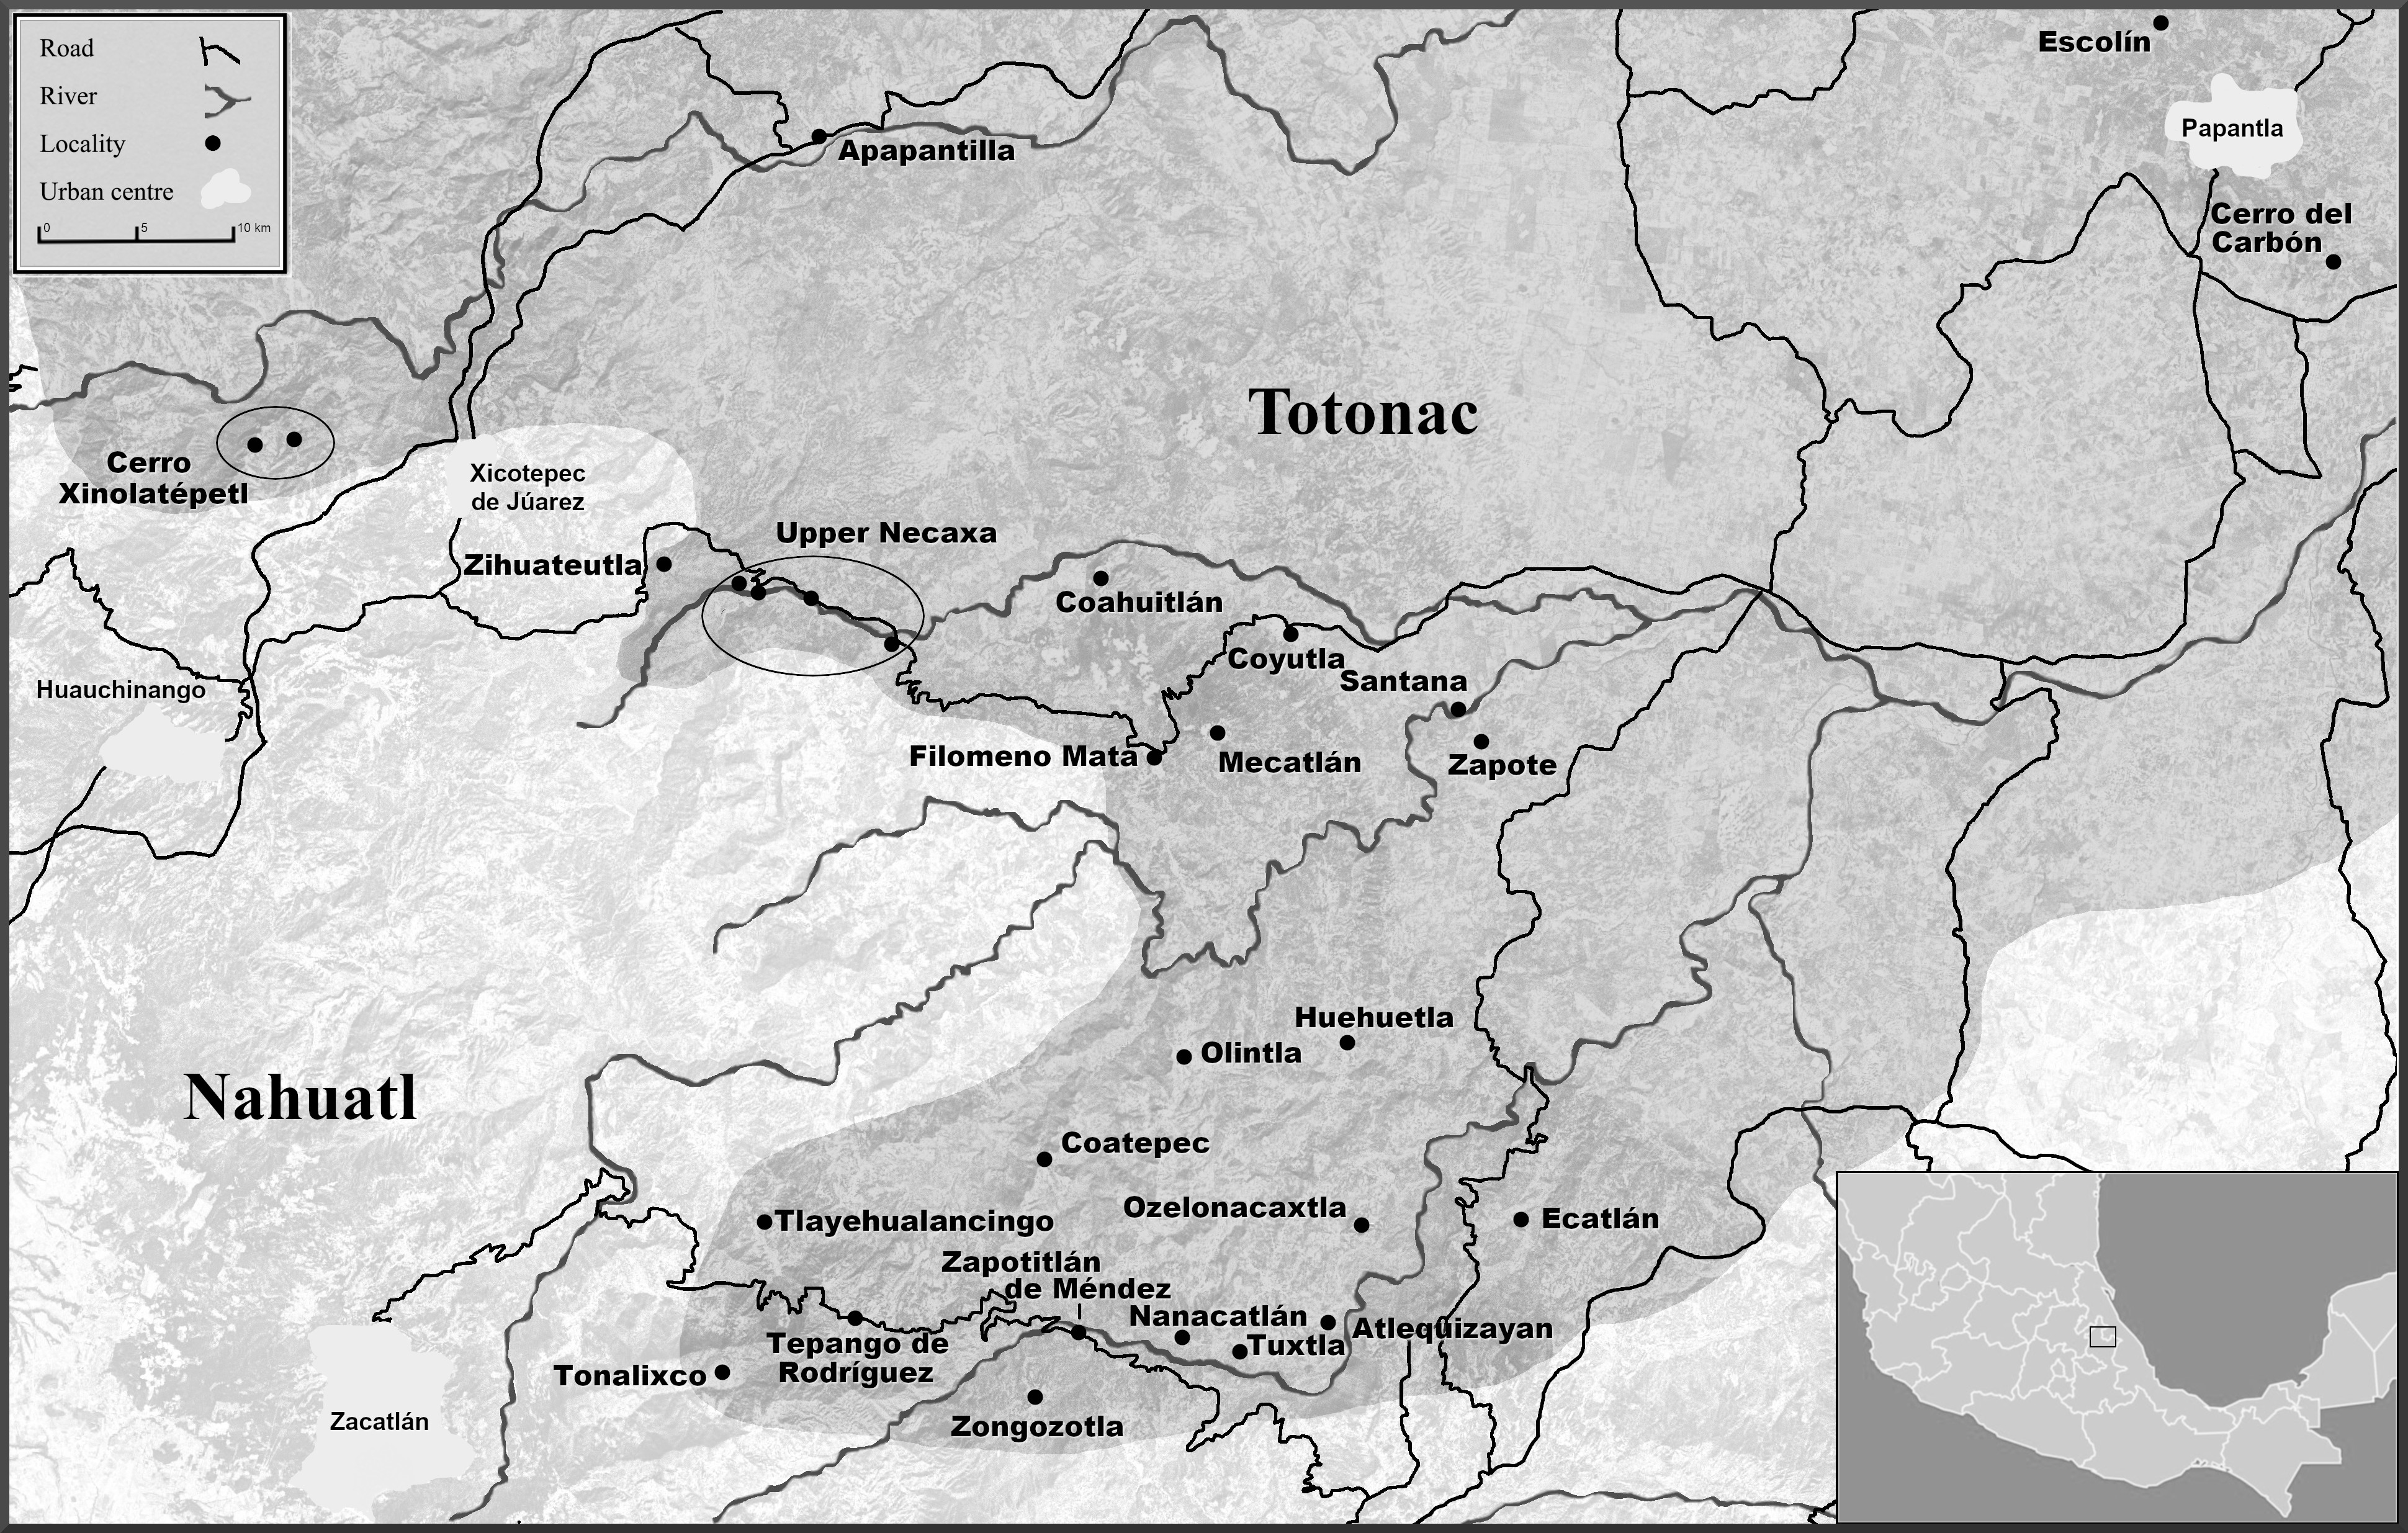 Road
River
Locality
Urban centre
0 5 10 km
Escolín
Papantla
Apapantilla
Cerro del
Carbón
Totonac
Cerro
Xinolatépetl
Xicotepec
de Júarez
Upper Necaxa
Zihuateutla
Coahuitlán
Coyutla
Santana
Huauchinango
Filomeno Mata
Mecatlán
Zapote
Huehuetla
Olintla
Nahuatl
Coatepec
Ozelonacaxtla
Ecatlán
Tlayehualancingo
Zapotitlán
de Méndez
Nanacatlán
Atlequizayan
Tuxtla
Tepango de
Rodríguez
Tonalixco
Zacatlán
Zongozotla